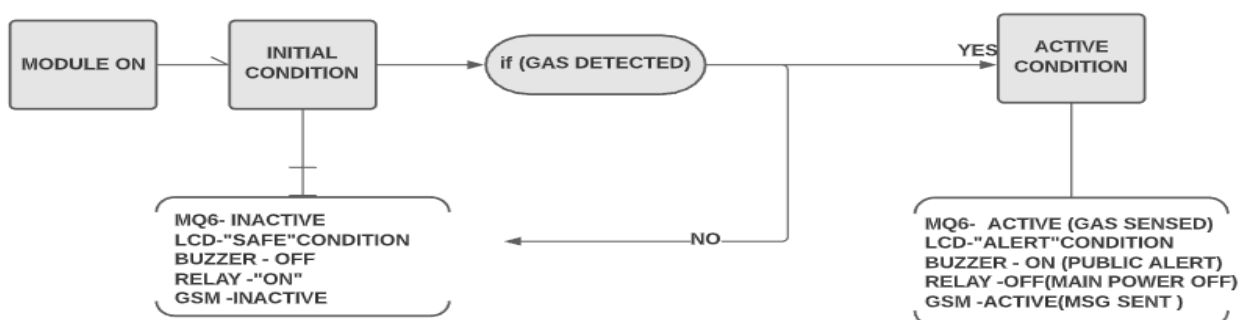 MODULE ON
INITIAL
CONDITION
if (GAS DETECTED)
YES
ACTIVE
CONDITION
MQ6- INACTIVE
LCD-"SAFE"CONDITION
BUZZER - OFF
RELAY -"ON"
GSM -INACTIVE
NO
MQ6-  ACTIVE (GAS SENSED)
LCD-"ALERT"CONDITION
BUZZER - ON (PUBLIC ALERT)
RELAY -OFF(MAIN POWER OFF)
GSM -ACTIVE(MSG SENT )